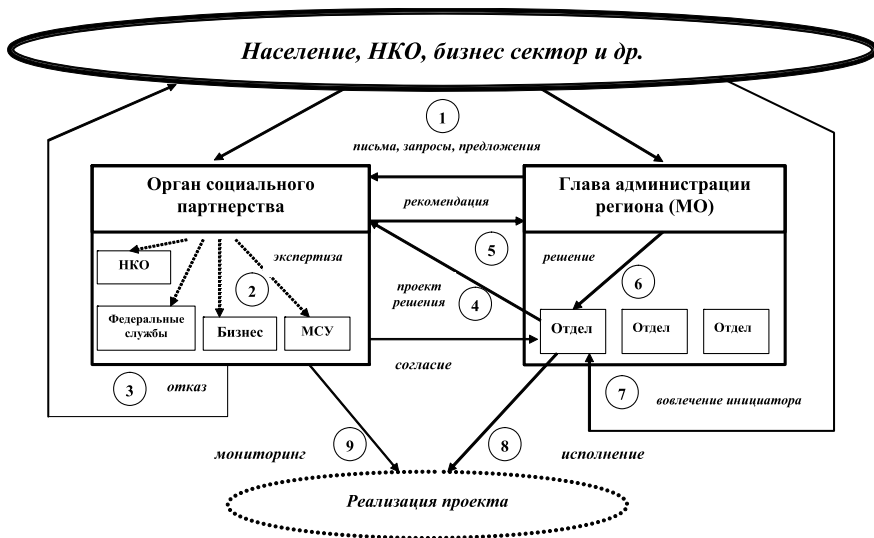 Население, НКО, бизнес сектор и др.
1
письма, запросы, предложения
Орган социального
партнерства
Глава администрации
региона (МО)
рекомендация
5
экспертиза
НКО
2
проект
решения
4
решение
6
Федеральные
службы
Бизнес
МСУ
Отдел
Отдел
Отдел
согласие
3
отказ
7
вовлечение инициатора
мониторинг
9
8
исполнение
Реализация проекта